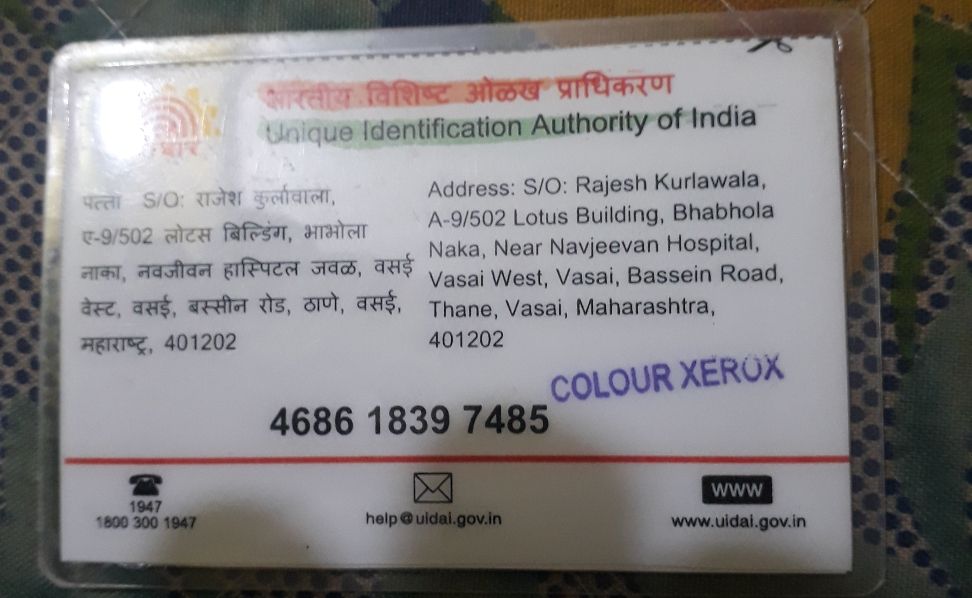 भारतीय विशिष्ट ओळख प्राधिकरण
Unique Identification Authority of India
पत्ता S/O: राजेश कुर्लावाला,
ए-9/502 लोटस बिल्डिंग, भाभोला
नाका, नवजीवन हास्पिटल जवळ, वसई
वेस्ट, वसई, बस्सीन रोड, ठाणे, वसई,
महाराष्ट्र, 401202
Address: S/O: Rajesh Kurlawala,
A-9/502 Lotus Building, Bhabhola
Naka, Near Navjeevan Hospital,
Vasai West, Vasai, Bassein Road,
Thane, Vasai, Maharashtra,
401202
COLOUR XEROX
4686 1839 7485
1947
1800 300 1947
help@uidai.gov.in
WWW
www.uidai.gov.in